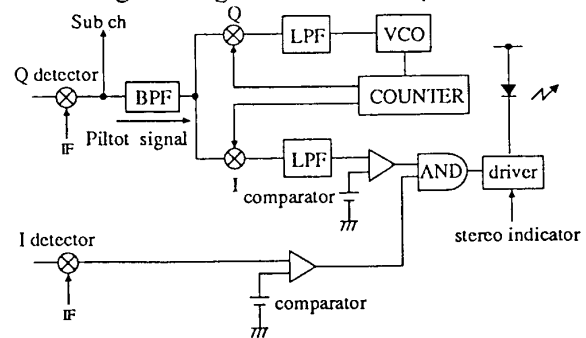 Sub ch
Q
LPF
VCO
Q detector
BPF
COUNTER
IF
Piltot signal
I
LPF
AND
driver
comparator
stereo indicator
I detector
IF
comparator